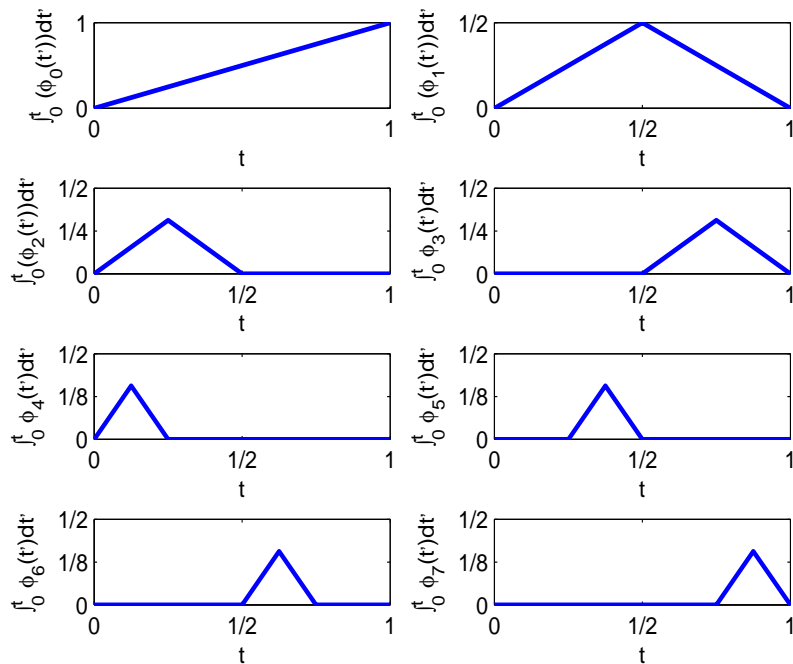 ∫₀ᵗ (ϕ₀(t'))dt'
1
0
0
1
t
∫₀ᵗ (ϕ₁(t'))dt'
1/2
0
0
1/2
1
t
∫₀ᵗ(ϕ₂(t'))dt'
1/2
1/4
0
0
1/2
1
t
∫₀ᵗ ϕ₃(t')dt'
1/2
1/4
0
0
1/2
1
t
∫₀ᵗ ϕ₄(t')dt'
1/2
1/8
0
0
1/2
1
t
∫₀ᵗ ϕ₅(t')dt'
1/2
1/8
0
0
1/2
1
t
∫₀ᵗ ϕ₆(t')dt'
1/2
1/8
0
0
1/2
1
t
∫₀ᵗ ϕ₇(t')dt'
1/2
1/8
0
0
1/2
1
t